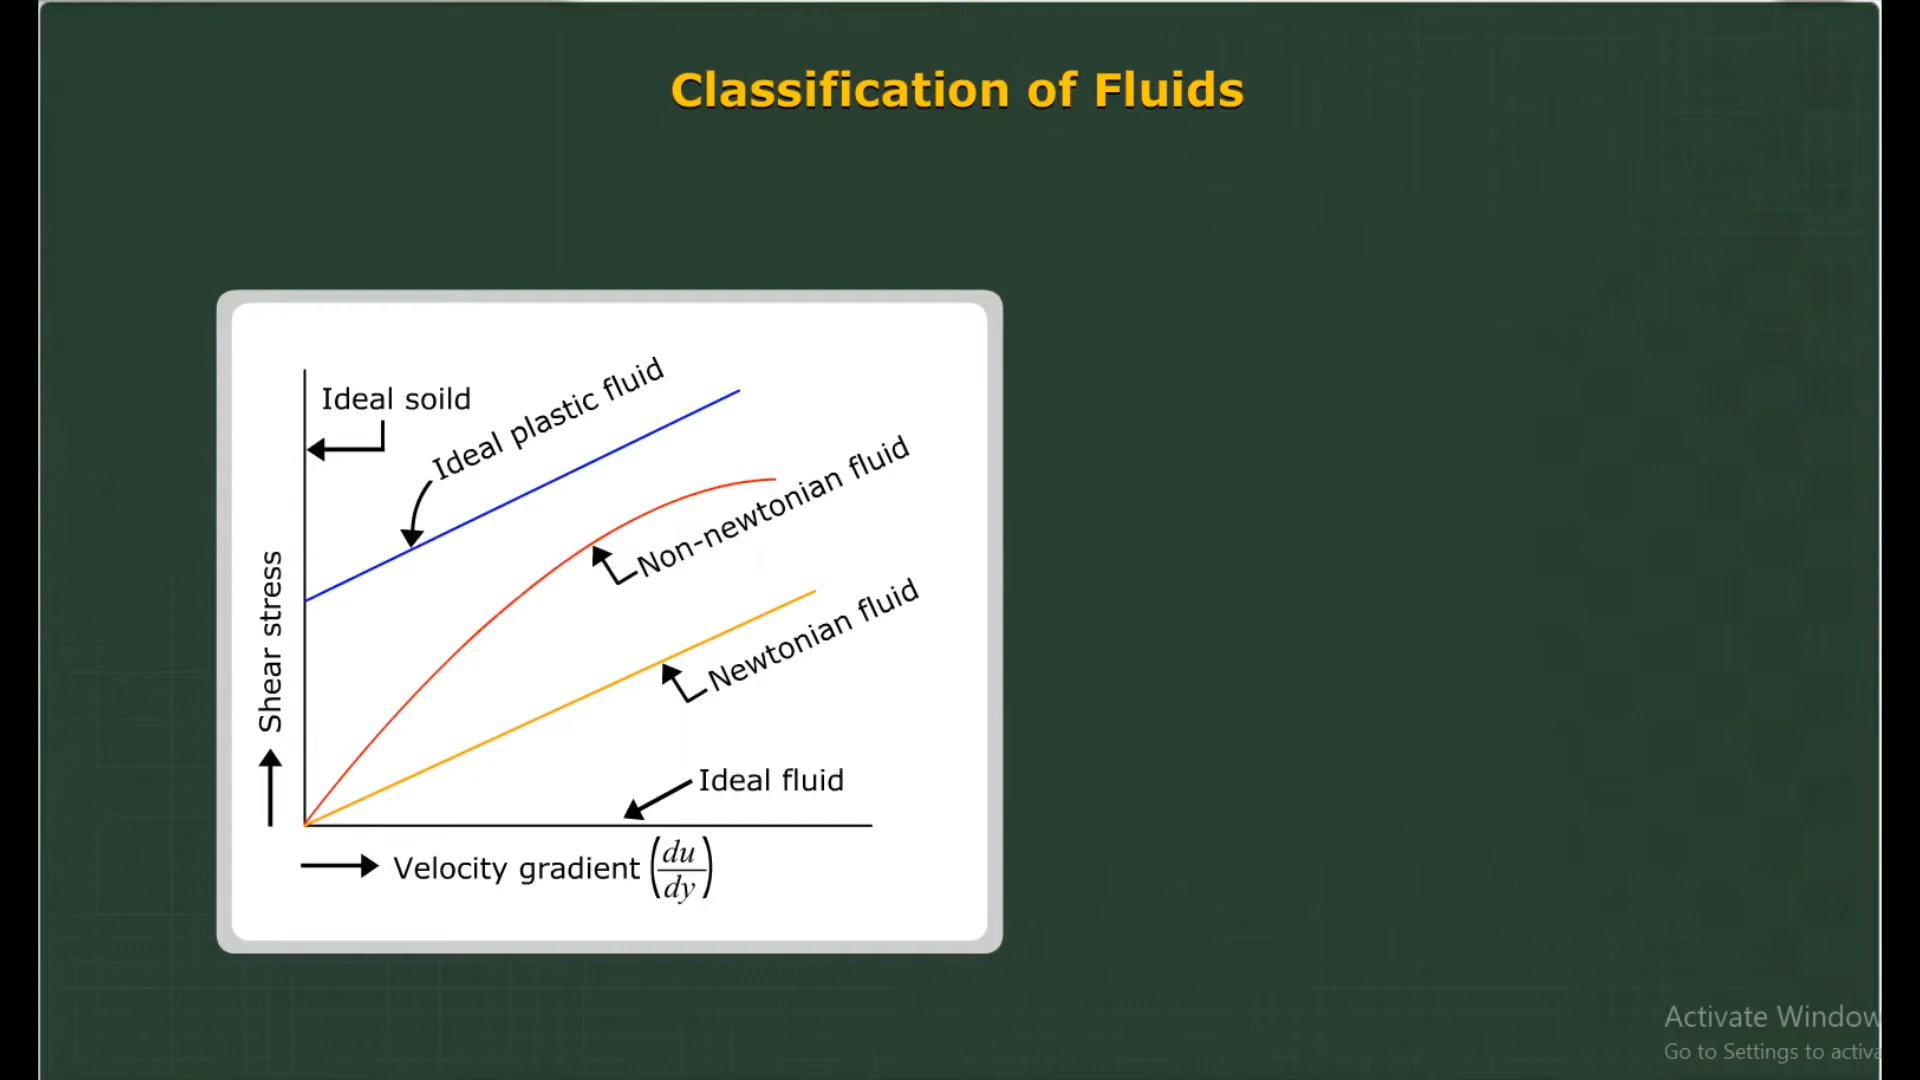 Classification of Fluids
Ideal soild
Ideal plastic fluid
Non-newtonian fluid
Newtonian fluid
Shear stress
Ideal fluid
Velocity gradient (du/dy)
Activate Window
Go to Settings to activa